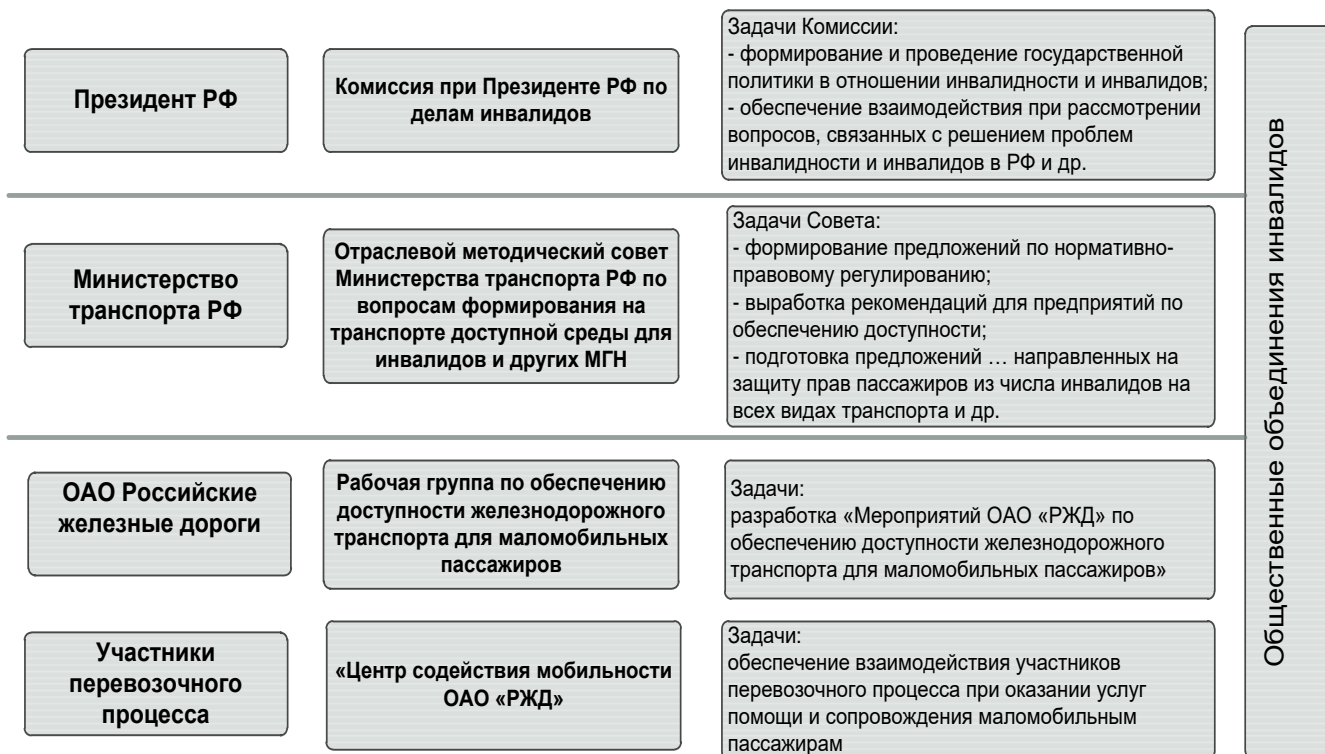 Президент РФ
Комиссия при Президенте РФ по
делам инвалидов
Задачи Комиссии:
- формирование и проведение государственной
политики в отношении инвалидности и инвалидов;
- обеспечение взаимодействия при рассмотрении
вопросов, связанных с решением проблем
инвалидности и инвалидов в РФ и др.
Министерство
транспорта РФ
Отраслевой методический совет
Министерства транспорта РФ по
вопросам формирования на
транспорте доступной среды для
инвалидов и других МГН
Задачи Совета:
- формирование предложений по нормативно-
правовому регулированию;
- выработка рекомендаций для предприятий по
обеспечению доступности;
- подготовка предложений … направленных на
защиту прав пассажиров из числа инвалидов на
всех видах транспорта и др.
ОАО Российские
железные дороги
Рабочая группа по обеспечению
доступности железнодорожного
транспорта для маломобильных
пассажиров
Задачи:
разработка «Мероприятий ОАО «РЖД» по
обеспечению доступности железнодорожного
транспорта для маломобильных пассажиров»
Участники
перевозочного
процесса
«Центр содействия мобильности
ОАО «РЖД»
Задачи:
обеспечение взаимодействия участников
перевозочного процесса при оказании услуг
помощи и сопровождения маломобильным
пассажирам
Общественные объединения инвалидов